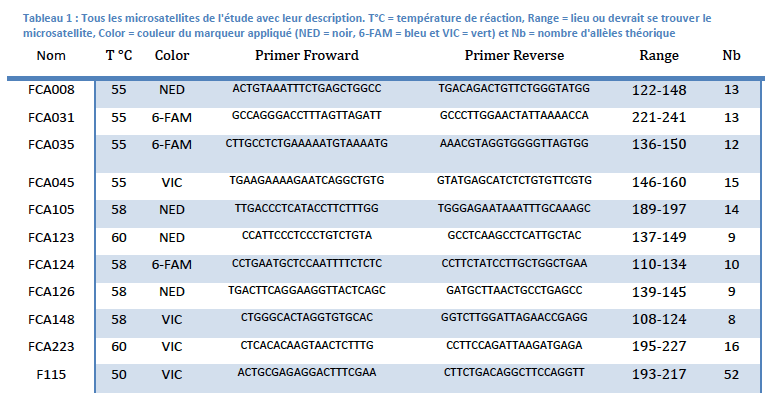 Tableau 1 : Tous les microsatellites de l'étude avec leur description. T°C = température de réaction, Range = lieu ou devrait se trouver le
microsatellite, Color = couleur du marqueur appliqué (NED = noir, 6-FAM = bleu et VIC = vert) et Nb = nombre d'allèles théorique
Nom T °C Color Primer Froward Primer Reverse Range Nb
FCA008 55 NED ACTGTAAATTTCTGAGCTGGCC TGACAGACTGTTCTGGGTATGG 122-148 13
FCA031 55 6-FAM GCCAGGGACCTTTAGTTAGATT GCCCTTGGAACTATTAAAACCA 221-241 13
FCA035 55 6-FAM CTTGCCTCTGAAAAATGTAAAATG AAACGTAGGTGGGGTTAGTGG 136-150 12
FCA045 55 VIC TGAAGAAAAGAATCAGGCTGTG GTATGAGCATCTCTGTGTTCGTG 146-160 15
FCA105 58 NED TTGACCCTCATACCTTCTTTGG TGGGAGAATAAATTTGCAAAGC 189-197 14
FCA123 60 NED CCATTCCCTCCCTGTCTGTA GCCTCAAGCCTCATTGCTAC 137-149 9
FCA124 58 6-FAM CCTGAATGCTCCAATTTTCTCTC CCTTCTATCCTTGCTGGCTGAA 110-134 10
FCA126 58 NED TGACTTCAGGAAGGTTACTCAGC GATGCTTAACTGCCTGAGCC 139-145 9
FCA148 58 VIC CTGGGCACTAGGTGTGCAC GGTCTTGGATTAGAACCGAGG 108-124 8
FCA223 60 VIC CTCACACAAGTAACTCTTTG CCTTCCAGATTAAGATGAGA 195-227 16
F115 50 VIC ACTGCGAGAGGACTTTCGAA CTTCTGACAGGCTTCCAGGTT 193-217 52